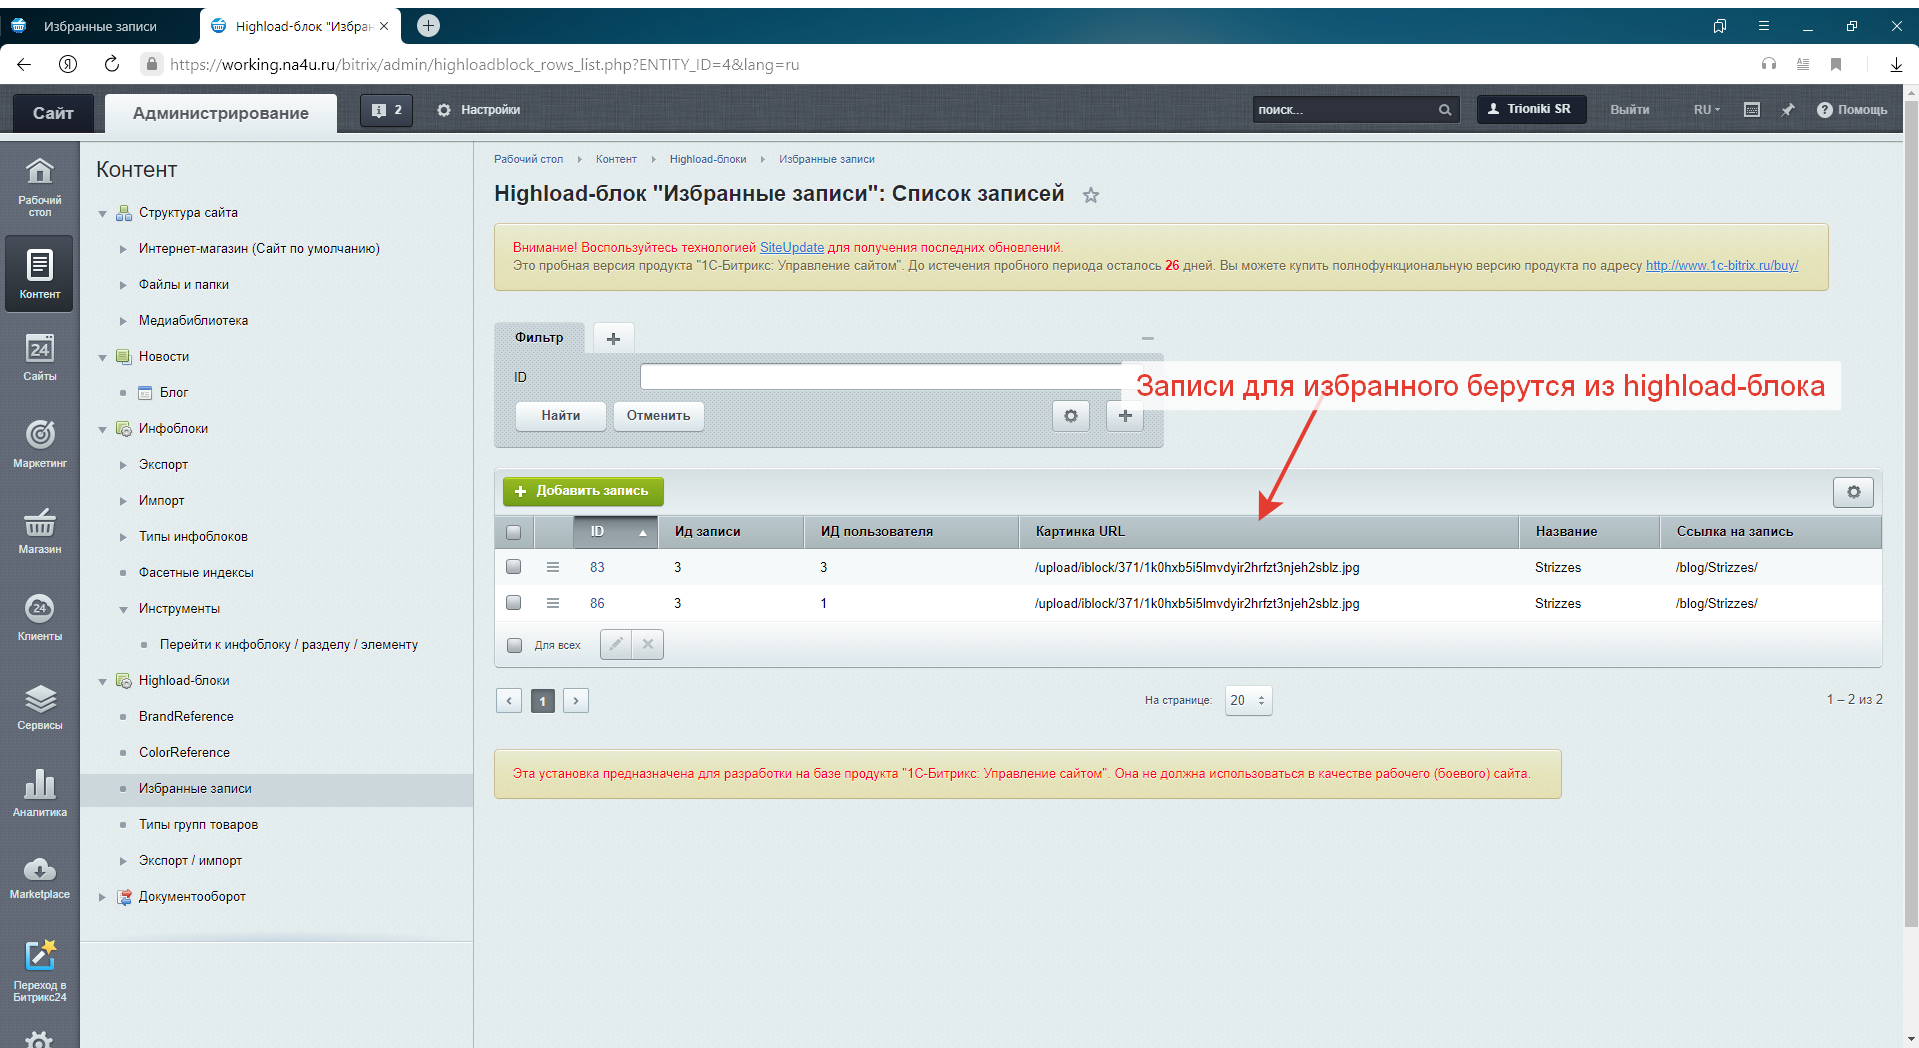 Избранные записи
Highload-блок "Избран
https://working.na4u.ru/bitrix/admin/highloadblock_rows_list.php?ENTITY_ID=4&lang=ru
Сайт
Администрирование
2
Настройки
поиск...
Trioniki SR
Выйти
RU
Помощь
Рабочий стол
Контент
Сайты
24
Маркетинг
Магазин
24
Клиенты
Сервисы
Аналитика
Marketplace
Переход в
Битрикс24
Контент
Структура сайта
Интернет-магазин (Сайт по умолчанию)
Файлы и папки
Медиабиблиотека
Новости
Блог
Инфоблоки
Экспорт
Импорт
Типы инфоблоков
Фасетные индексы
Инструменты
Перейти к инфоблоку / разделу / элементу
Highload-блоки
BrandReference
ColorReference
Избранные записи
Типы групп товаров
Экспорт / импорт
Документооборот
Рабочий стол Контент Highload-блоки Избранные записи
Highload-блок "Избранные записи": Список записей
Внимание! Воспользуйтесь технологией SiteUpdate для получения последних обновлений.
Это пробная версия продукта "1С-Битрикс: Управление сайтом". До истечения пробного периода осталось 26 дней. Вы можете купить полнофункциональную версию продукта по адресу http://www.1c-bitrix.ru/buy/
Фильтр
ID
Найти Отменить
Записи для избранного берутся из highload-блока
Добавить запись
ID Ид записи ИД пользователя Картинка URL Название Ссылка на запись
83 3 3 /upload/iblock/371/1k0hxb5i5lmvdyir2hrfzt3njeh2sblz.jpg Strizzes /blog/Strizzes/
86 3 1 /upload/iblock/371/1k0hxb5i5lmvdyir2hrfzt3njeh2sblz.jpg Strizzes /blog/Strizzes/
Для всех
1
На странице: 20
1 – 2 из 2
Эта установка предназначена для разработки на базе продукта "1С-Битрикс: Управление сайтом". Она не должна использоваться в качестве рабочего (боевого) сайта.